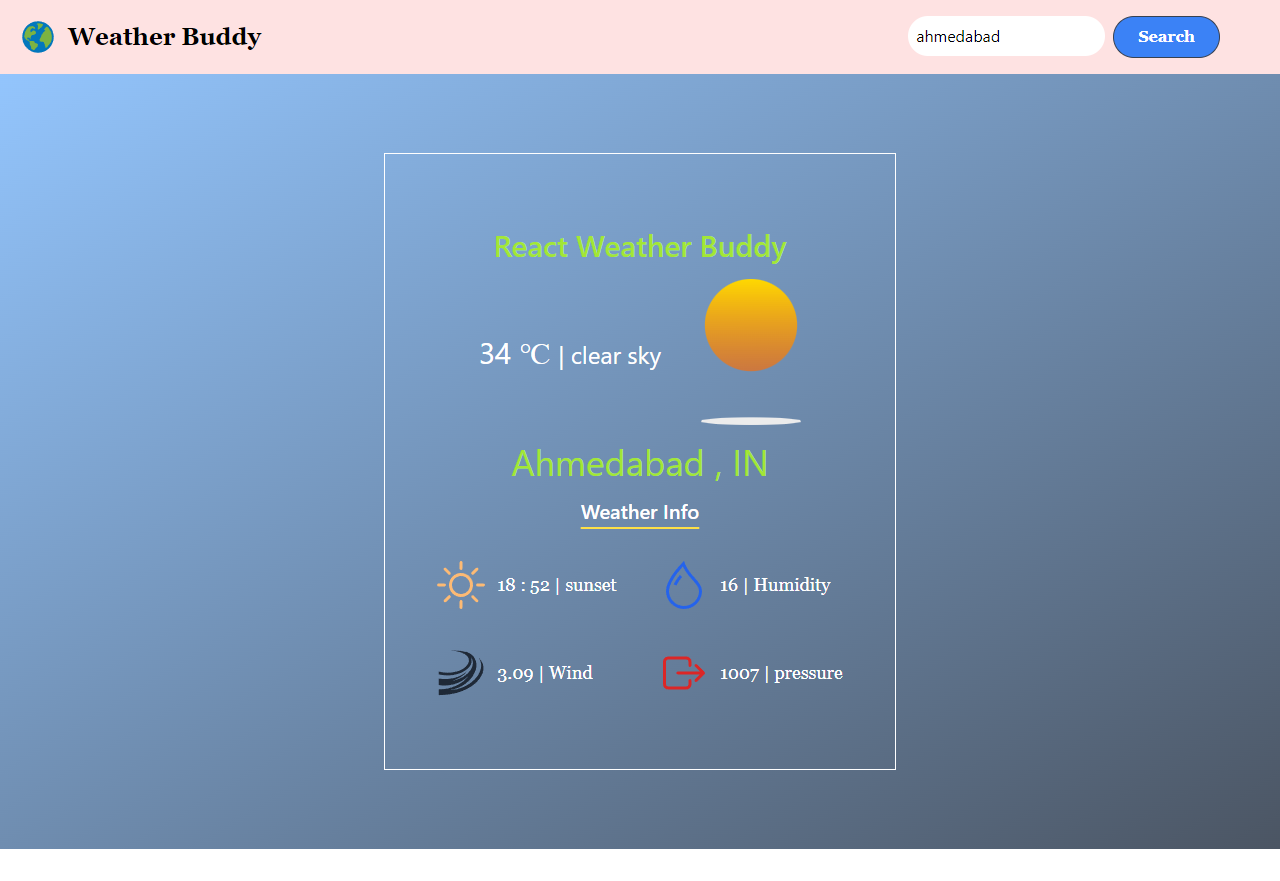 Weather Buddy
ahmedabad
Search
React Weather Buddy
34 ℃ | clear sky
Ahmedabad , IN
Weather Info
18 : 52 | sunset
16 | Humidity
3.09 | Wind
1007 | pressure